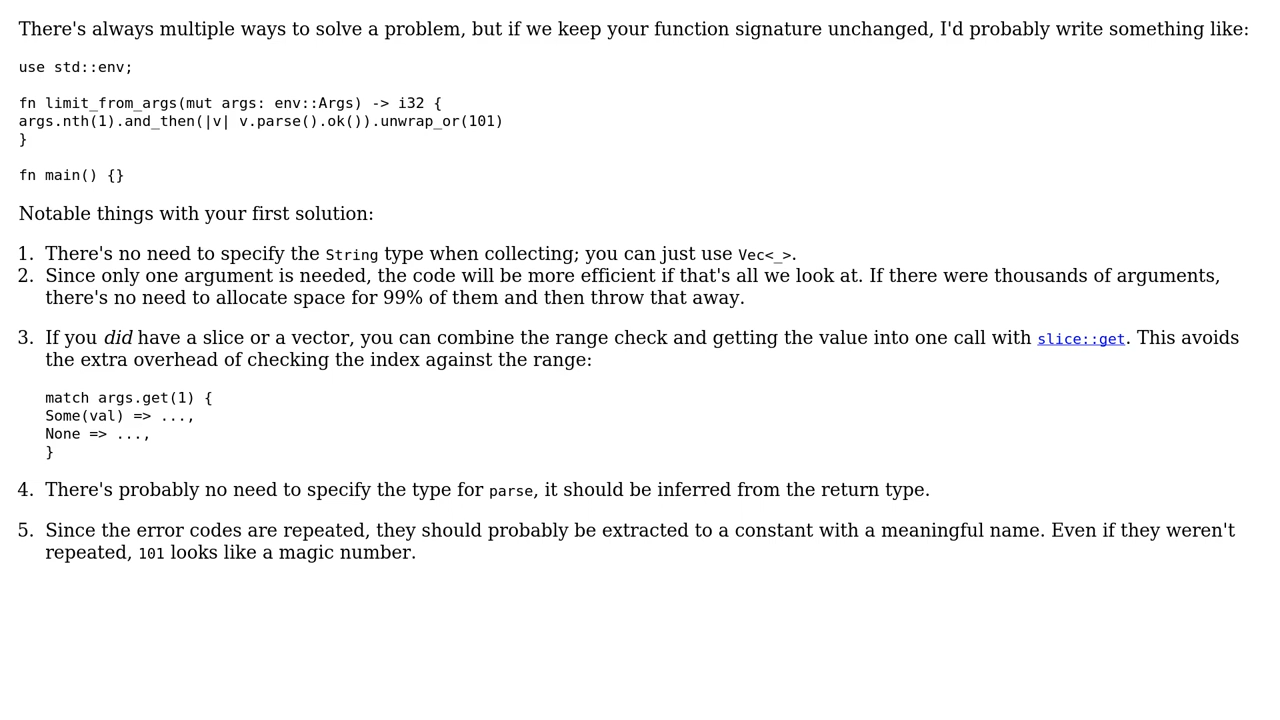 There's always multiple ways to solve a problem, but if we keep your function signature unchanged, I'd probably write something like:
use std::env;
fn limit_from_args(mut args: env::Args) -> i32 {
args.nth(1).and_then(|v| v.parse().ok()).unwrap_or(101)
}
fn main() {}
Notable things with your first solution:
1. There's no need to specify the String type when collecting; you can just use Vec<_>.
2. Since only one argument is needed, the code will be more efficient if that's all we look at. If there were thousands of arguments,
there's no need to allocate space for 99% of them and then throw that away.
3. If you did have a slice or a vector, you can combine the range check and getting the value into one call with slice::get. This avoids
the extra overhead of checking the index against the range:
match args.get(1) {
Some(val) => ...,
None => ...,
}
4. There's probably no need to specify the type for parse, it should be inferred from the return type.
5. Since the error codes are repeated, they should probably be extracted to a constant with a meaningful name. Even if they weren't
repeated, 101 looks like a magic number.